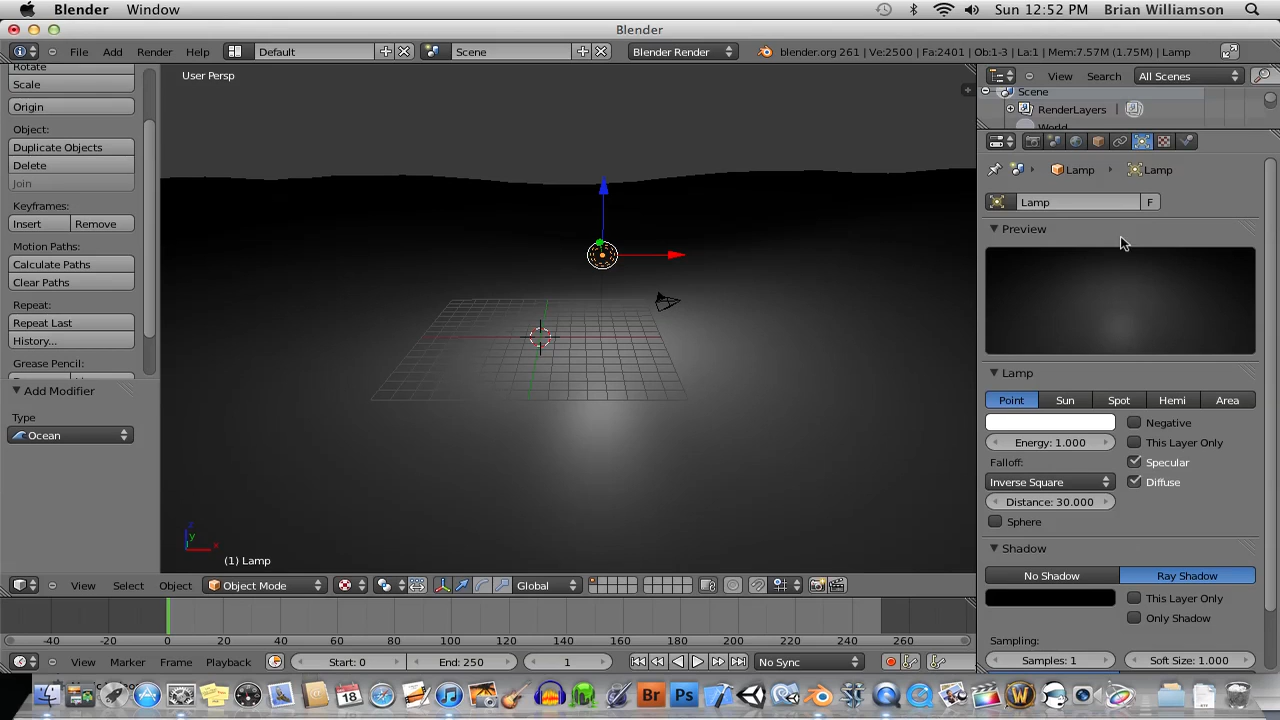 Blender Window Sun 12:52 PM Brian Williamson
Blender
File Add Render Help Default Scene Blender Render blender.org 261 | Ve:2500 | Fa:2401 | Ob:1-3 | La:1 | Mem:7.57M (1.75M) | Lamp
Rotate
Scale
Origin
Object:
Duplicate Objects
Delete
Join
Keyframes:
Insert Remove
Motion Paths:
Calculate Paths
Clear Paths
Repeat:
Repeat Last
History...
Grease Pencil:
Add Modifier
Type
Ocean
User Persp
z
y
x
(1) Lamp
View Search All Scenes
Scene
RenderLayers |
World
Lamp Lamp
Lamp F
Preview
Lamp
Point Sun Spot Hemi Area
Negative
Energy: 1.000 This Layer Only
Falloff: Specular
Inverse Square Diffuse
Distance: 30.000
Sphere
Shadow
No Shadow Ray Shadow
This Layer Only
Only Shadow
Sampling:
Samples: 1 Soft Size: 1.000
View Select Object Object Mode Global
-40 -20 0 20 40 60 80 100 120 140 160 180 200 220 240 260
View Marker Frame Playback Start: 0 End: 250 1 No Sync
18 Br Ps W